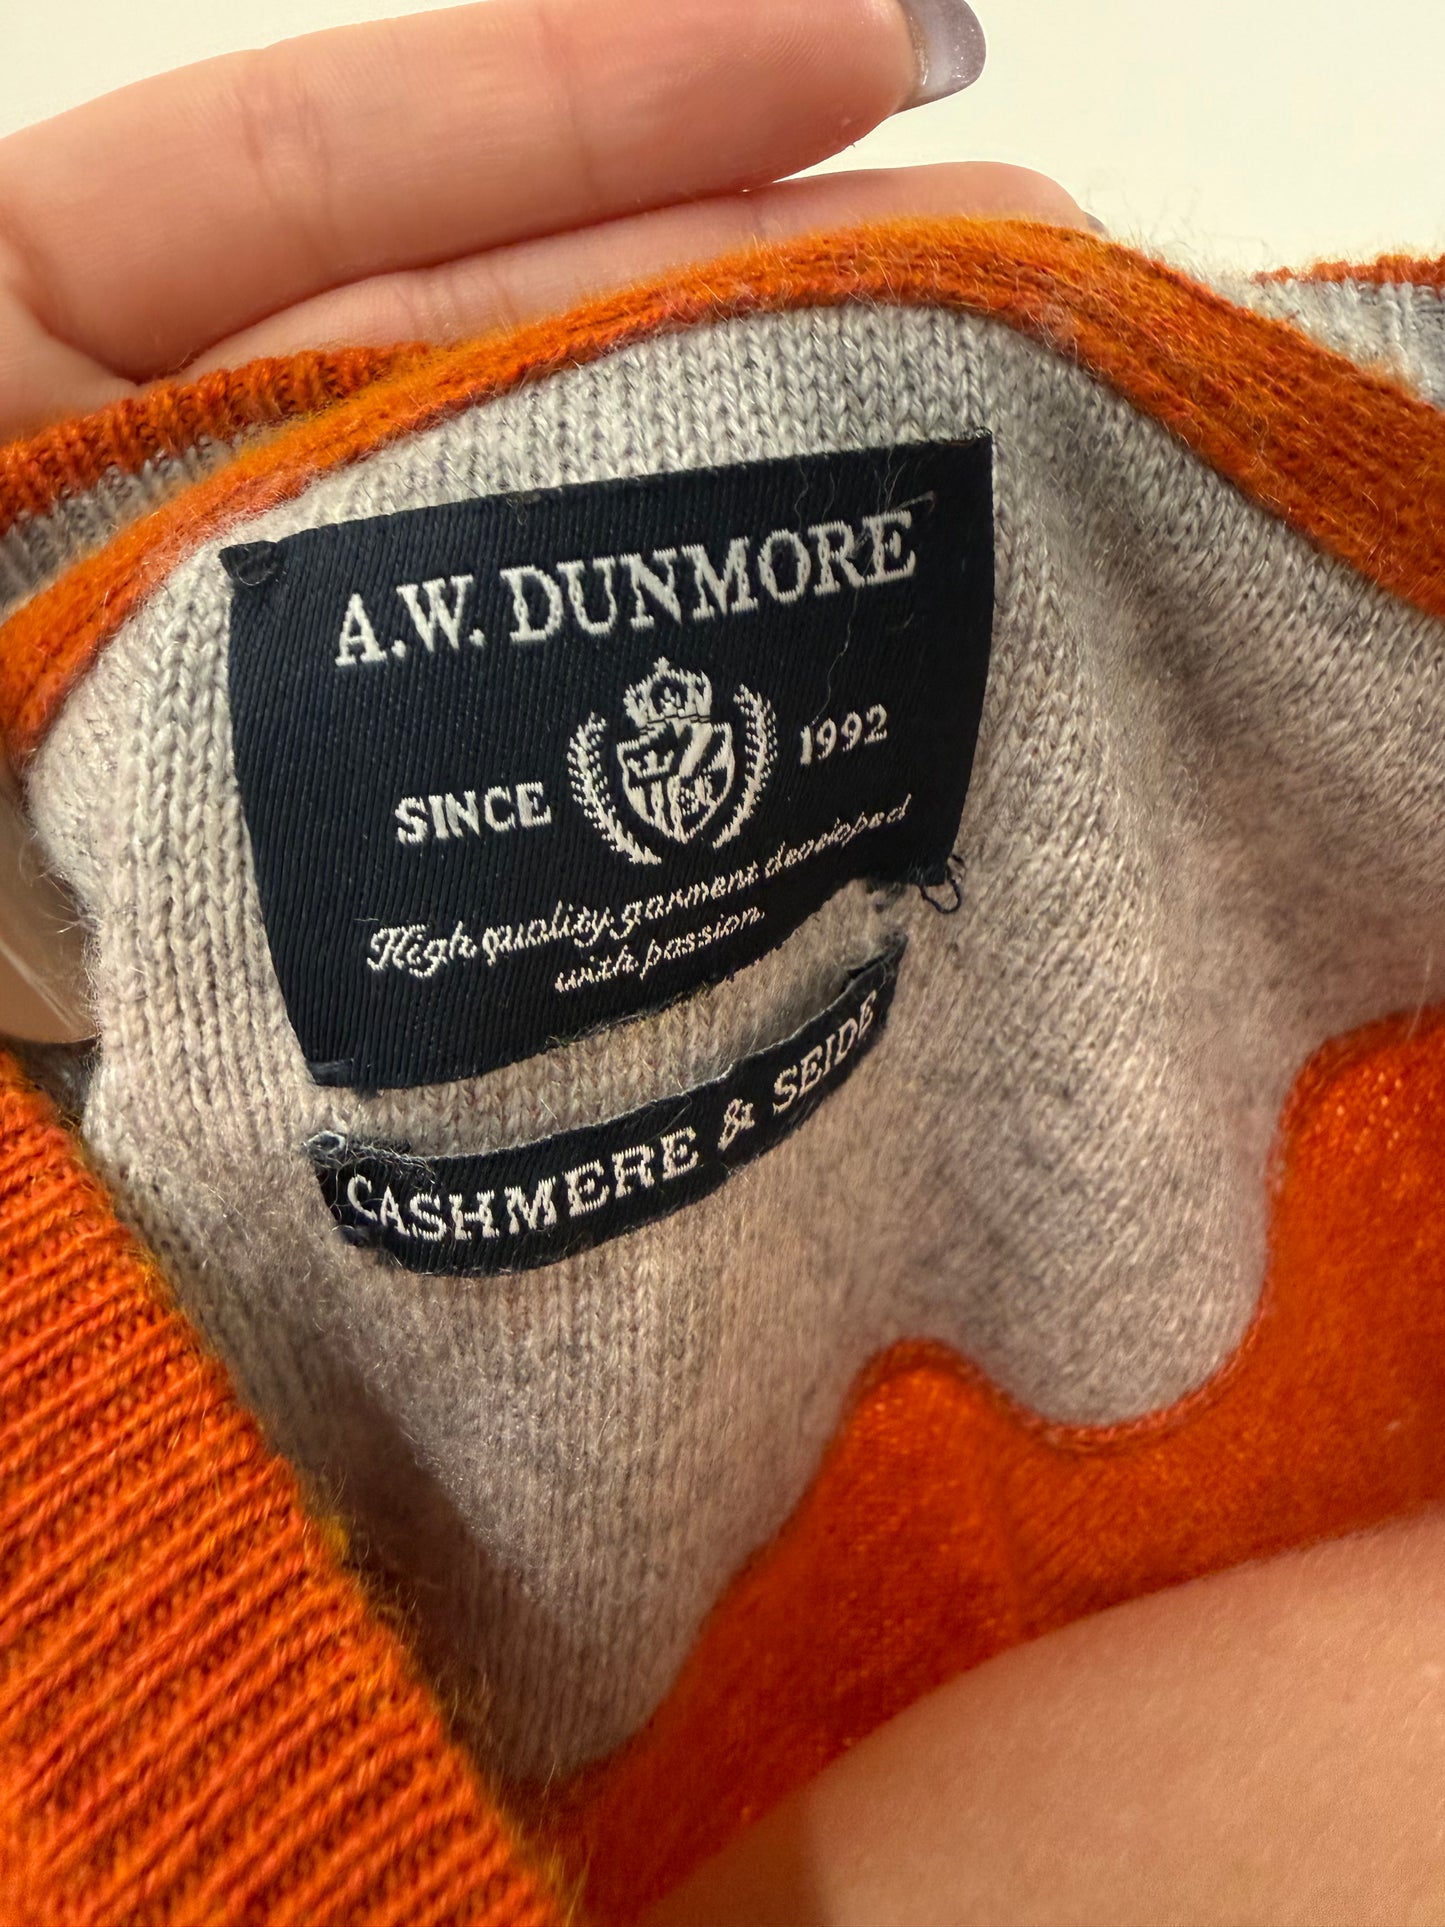 A.W. DUNMORE
SINCE 1992
High quality garment developed
with passion.
CASHMERE & SEIDE